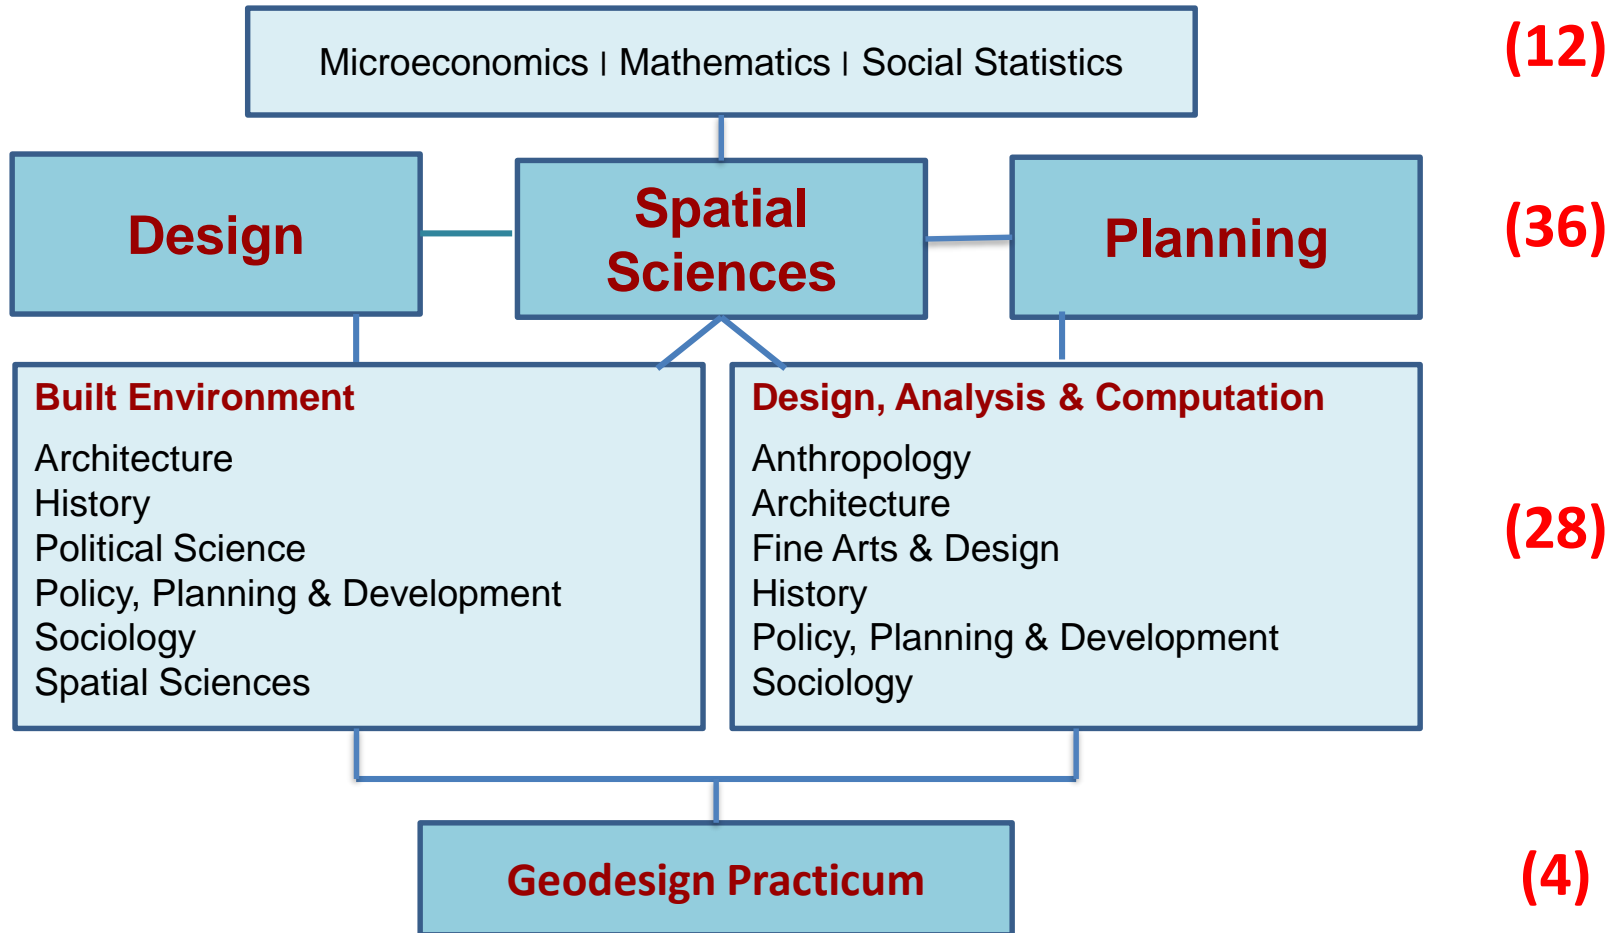 Microeconomics | Mathematics | Social Statistics
(12)
Design
Spatial
Sciences
Planning
(36)
Built Environment
Architecture
History
Political Science
Policy, Planning & Development
Sociology
Spatial Sciences
Design, Analysis & Computation
Anthropology
Architecture
Fine Arts & Design
History
Policy, Planning & Development
Sociology
(28)
Geodesign Practicum
(4)